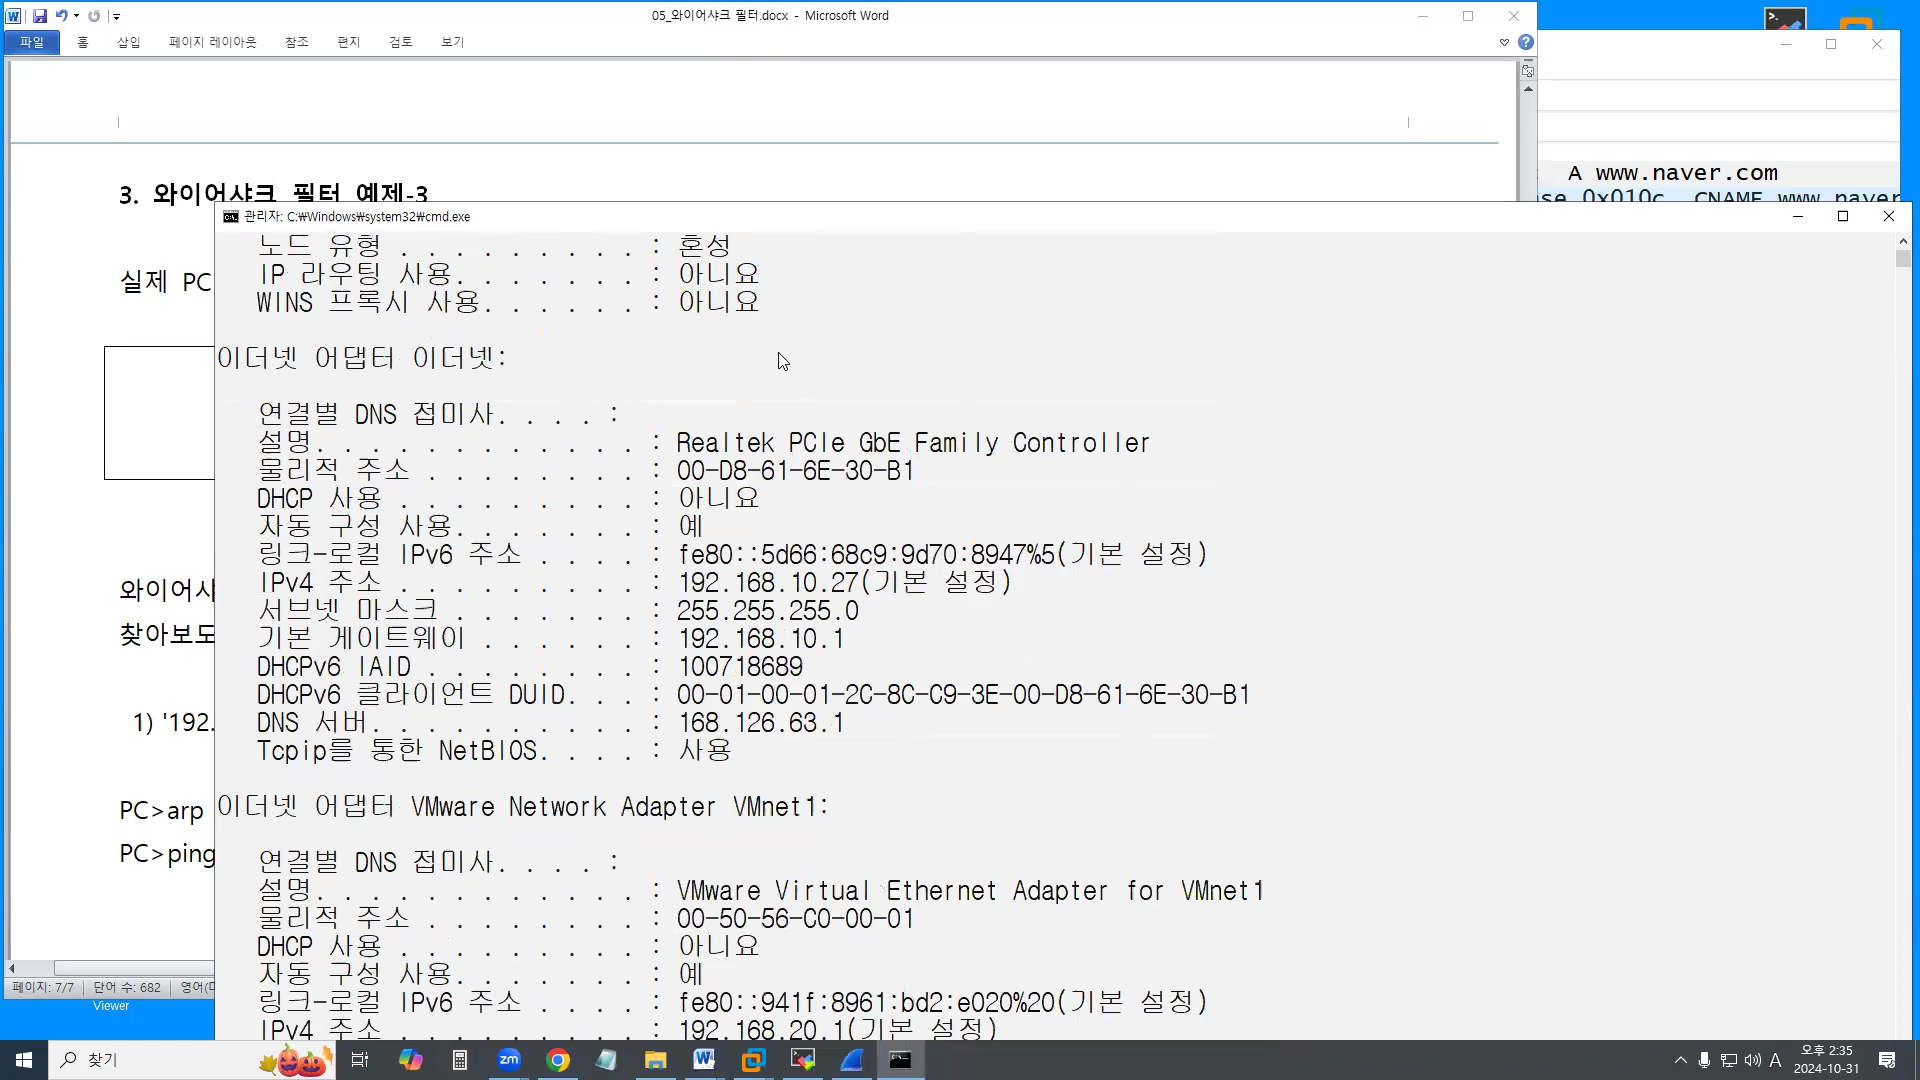 05_와이어샤크 필터.docx - Microsoft Word
파일 홈 삽입 페이지 레이아웃 참조 편지 검토 보기
A www.naver.com
0x010c CNAME www.naver
3. 와이어샤크 필터 예제-3
관리자: C:\Windows\system32\cmd.exe
노드 유형 . . . . . . . . . : 혼성
실제 PC
IP 라우팅 사용. . . . . . . : 아니요
WINS 프록시 사용. . . . . . : 아니요
이더넷 어댑터 이더넷:
연결별 DNS 접미사. . . . :
설명. . . . . . . . . . . . : Realtek PCIe GbE Family Controller
물리적 주소 . . . . . . . . : 00-D8-61-6E-30-B1
DHCP 사용 . . . . . . . . . : 아니요
자동 구성 사용. . . . . . . : 예
링크-로컬 IPv6 주소 . . . . : fe80::5d66:68c9:9d70:8947%5(기본 설정)
IPv4 주소 . . . . . . . . . : 192.168.10.27(기본 설정)
서브넷 마스크 . . . . . . . : 255.255.255.0
기본 게이트웨이 . . . . . . : 192.168.10.1
DHCPv6 IAID . . . . . . . . : 100718689
DHCPv6 클라이언트 DUID. . . : 00-01-00-01-2C-8C-C9-3E-00-D8-61-6E-30-B1
DNS 서버. . . . . . . . . . : 168.126.63.1
Tcpip를 통한 NetBIOS. . . . : 사용
와이어샤
찾아보도
1) '192.
PC>arp
PC>ping
이더넷 어댑터 VMware Network Adapter VMnet1:
연결별 DNS 접미사. . . . :
설명. . . . . . . . . . . . : VMware Virtual Ethernet Adapter for VMnet1
물리적 주소 . . . . . . . . : 00-50-56-C0-00-01
DHCP 사용 . . . . . . . . . : 아니요
자동 구성 사용. . . . . . . : 예
링크-로컬 IPv6 주소 . . . . : fe80::941f:8961:bd2:e020%20(기본 설정)
IPv4 주소 . . . . . . . . . : 192.168.20.1(기본 설정)
페이지: 7/7 단어 수: 682 영어(미
Viewer
찾기
zm
A
오후 2:35
2024-10-31